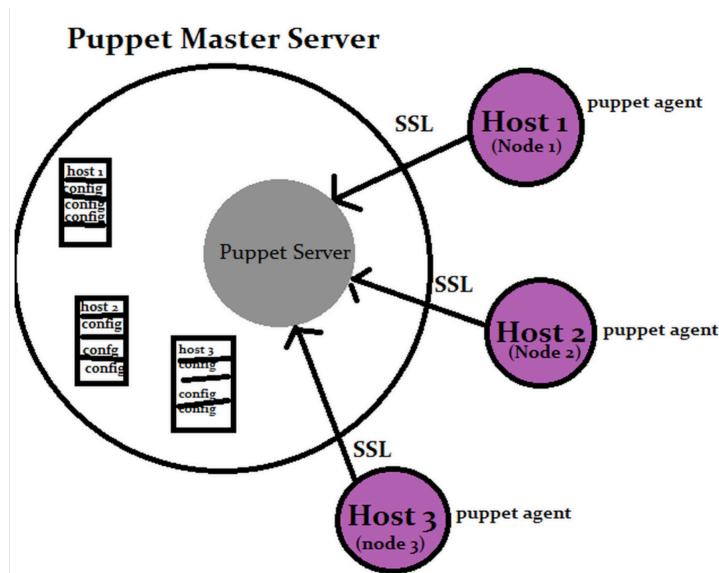 Puppet Master Server
SSL
Host 1
(Node 1)
puppet agent
host 1
config
config
config
Puppet Server
SSL
Host 2
(Node 2)
puppet agent
host 2
config
confg
config
host 3
config
config
config
SSL
Host 3
(node 3)
puppet agent